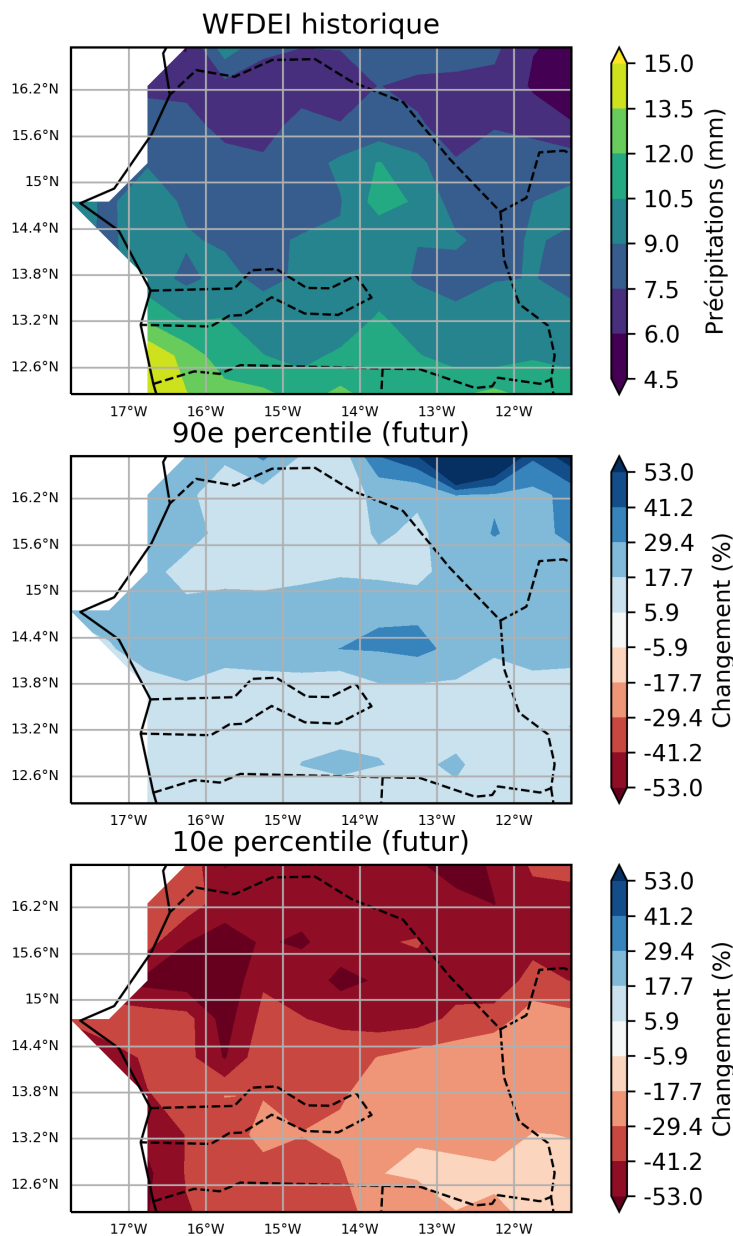 WFDEI historique
16.2°N
15.6°N
15°N
14.4°N
13.8°N
13.2°N
12.6°N
17°W 16°W 15°W 14°W 13°W 12°W
15.0
13.5
12.0
10.5
9.0
7.5
6.0
4.5
Précipitations (mm)
90e percentile (futur)
16.2°N
15.6°N
15°N
14.4°N
13.8°N
13.2°N
12.6°N
17°W 16°W 15°W 14°W 13°W 12°W
53.0
41.2
29.4
17.7
5.9
-5.9
-17.7
-29.4
-41.2
-53.0
Changement (%)
10e percentile (futur)
16.2°N
15.6°N
15°N
14.4°N
13.8°N
13.2°N
12.6°N
17°W 16°W 15°W 14°W 13°W 12°W
53.0
41.2
29.4
17.7
5.9
-5.9
-17.7
-29.4
-41.2
-53.0
Changement (%)